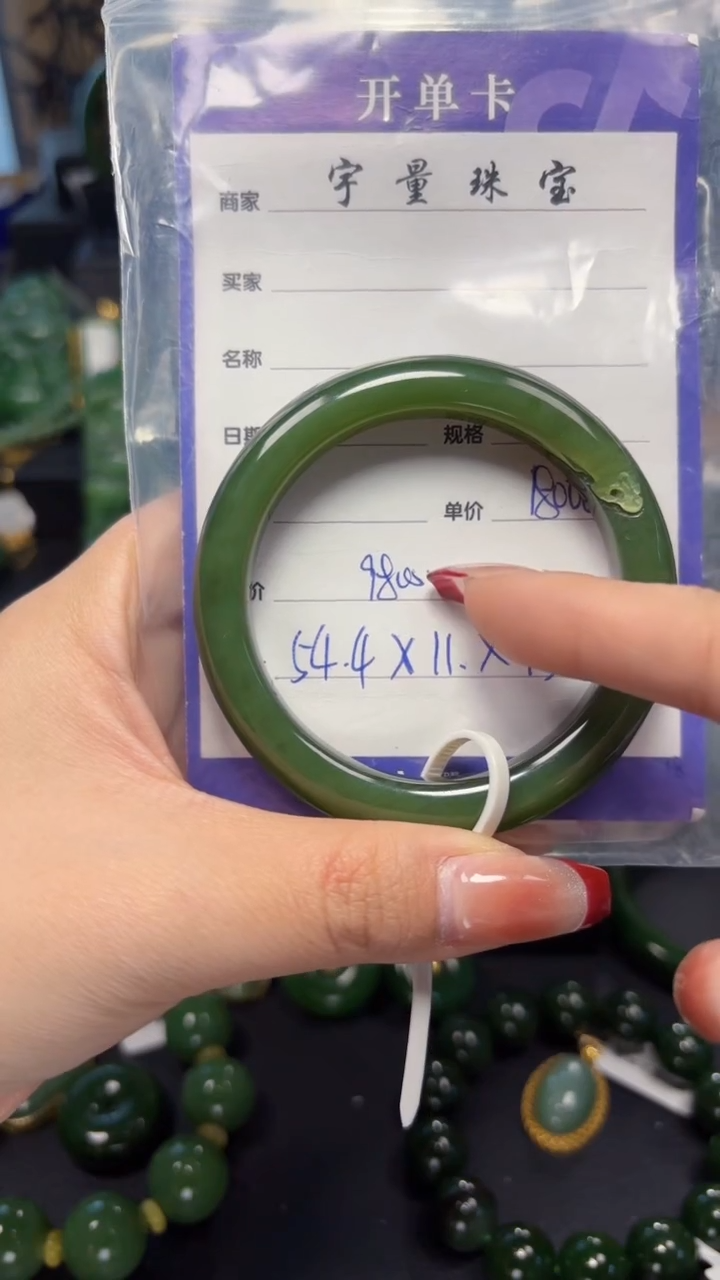 开单卡
商家 宇量珠宝
买家
名称
日期 规格
单价 1800
价 9800
54.4 X 11. X